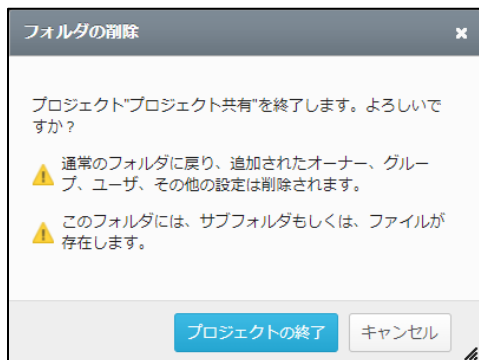 フォルダの削除
プロジェクト"プロジェクト共有"を終了します。よろしいで
すか？
通常のフォルダに戻り、追加されたオーナー、グルー
プ、ユーザ、その他の設定は削除されます。
このフォルダには、サブフォルダもしくは、ファイルが
存在します。
プロジェクトの終了
キャンセル